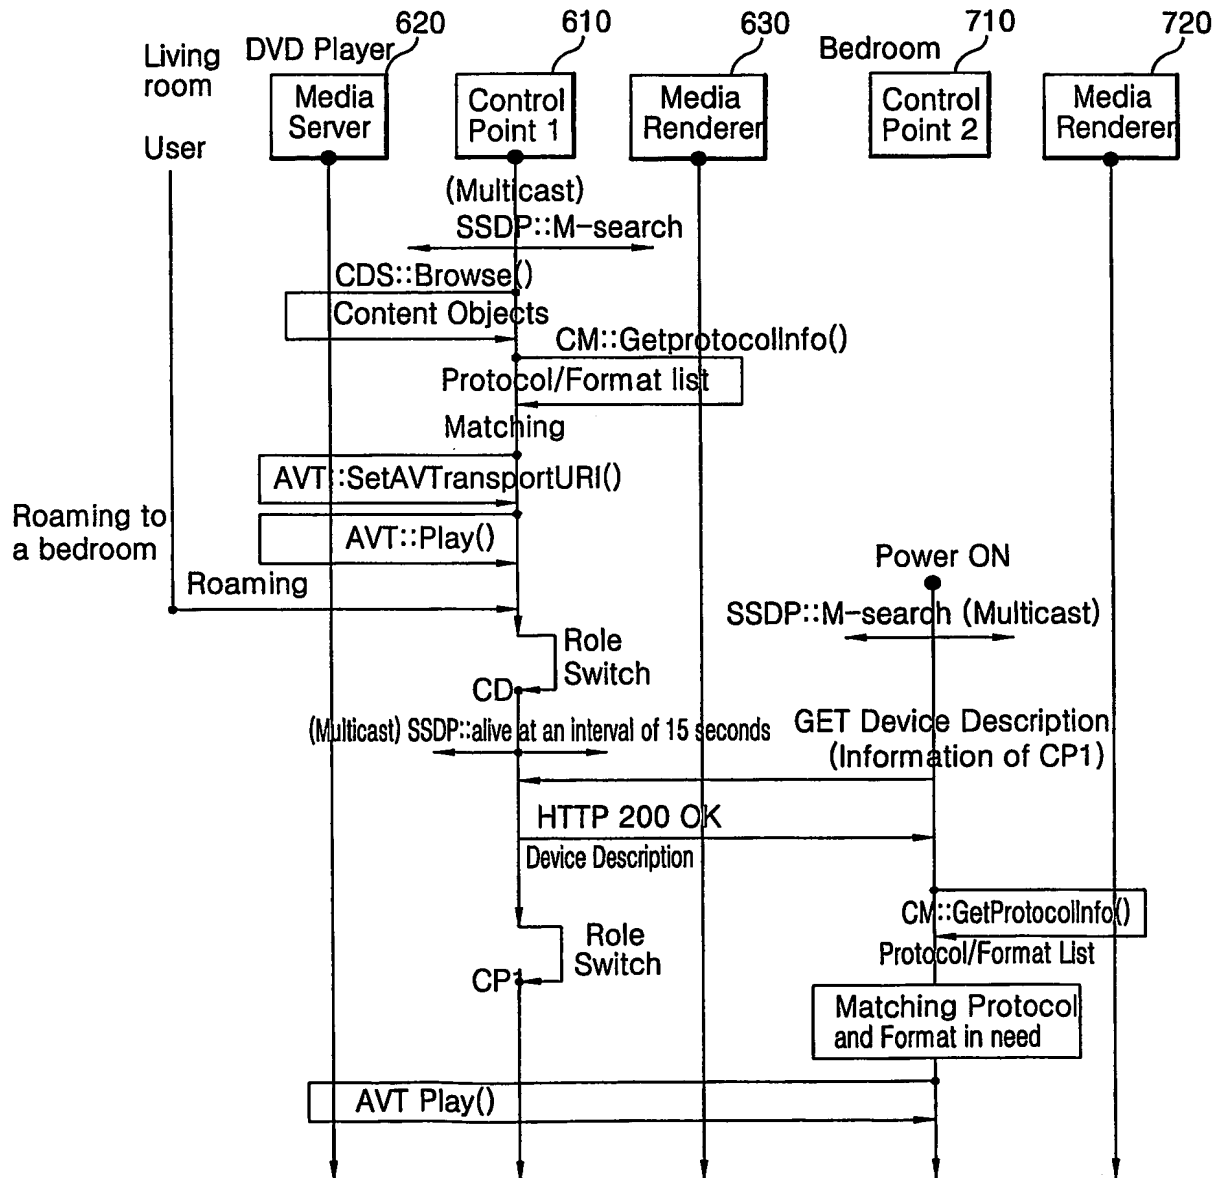 620
610
630
710
720
Living
room
DVD Player
Bedroom
Media
Server
Control
Point 1
Media
Renderer
Control
Point 2
Media
Renderer
User
(Multicast)
SSDP::M-search
CDS::Browse()
Content Objects
CM::GetprotocolInfo()
Protocol/Format list
Matching
AVT::SetAVTransportURI()
Roaming to
a bedroom
AVT::Play()
Roaming
Power ON
SSDP::M-search (Multicast)
Role
Switch
CD
(Multicast) SSDP::alive at an interval of 15 seconds
GET Device Description
(Information of CP1)
HTTP 200 OK
Device Description
CM::GetProtocolInfo()
Protocol/Format List
Role
Switch
CP1
Matching Protocol
and Format in need
AVT Play()